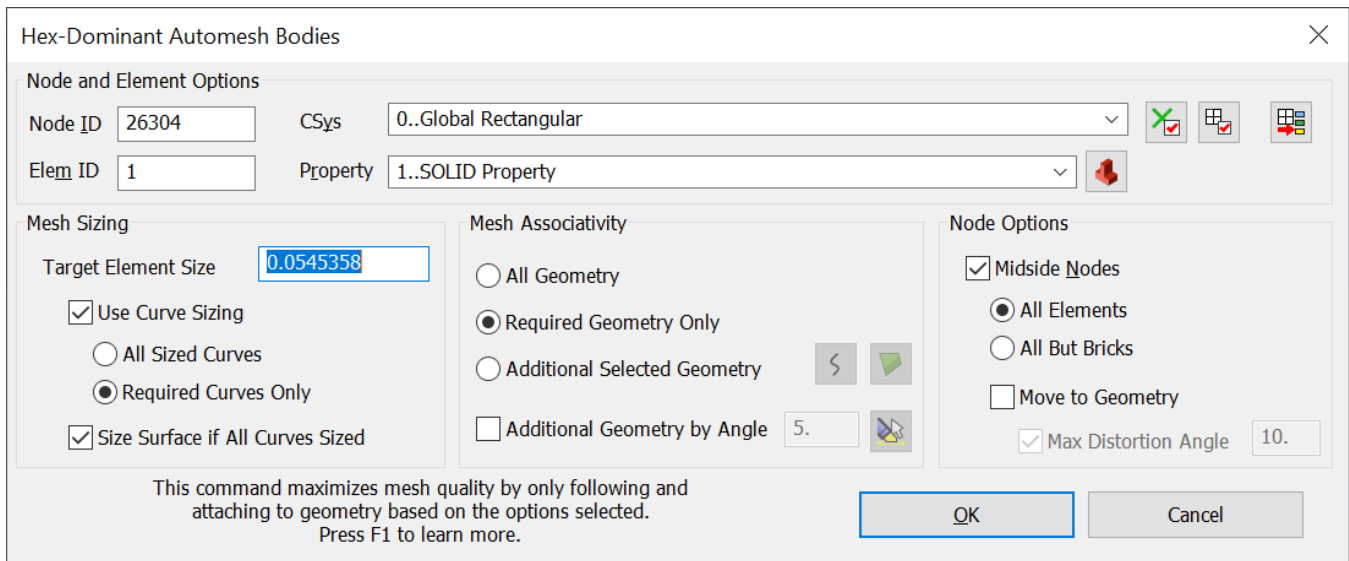 Hex-Dominant Automesh Bodies
Node and Element Options
Node ID 26304 CSys 0..Global Rectangular
Elem ID 1 Property 1..SOLID Property
Mesh Sizing
Target Element Size 0.0545358
Use Curve Sizing
All Sized Curves
Required Curves Only
Size Surface if All Curves Sized
Mesh Associativity
All Geometry
Required Geometry Only
Additional Selected Geometry
Additional Geometry by Angle 5.
Node Options
Midside Nodes
All Elements
All But Bricks
Move to Geometry
Max Distortion Angle 10.
This command maximizes mesh quality by only following and
attaching to geometry based on the options selected.
Press F1 to learn more.
OK Cancel